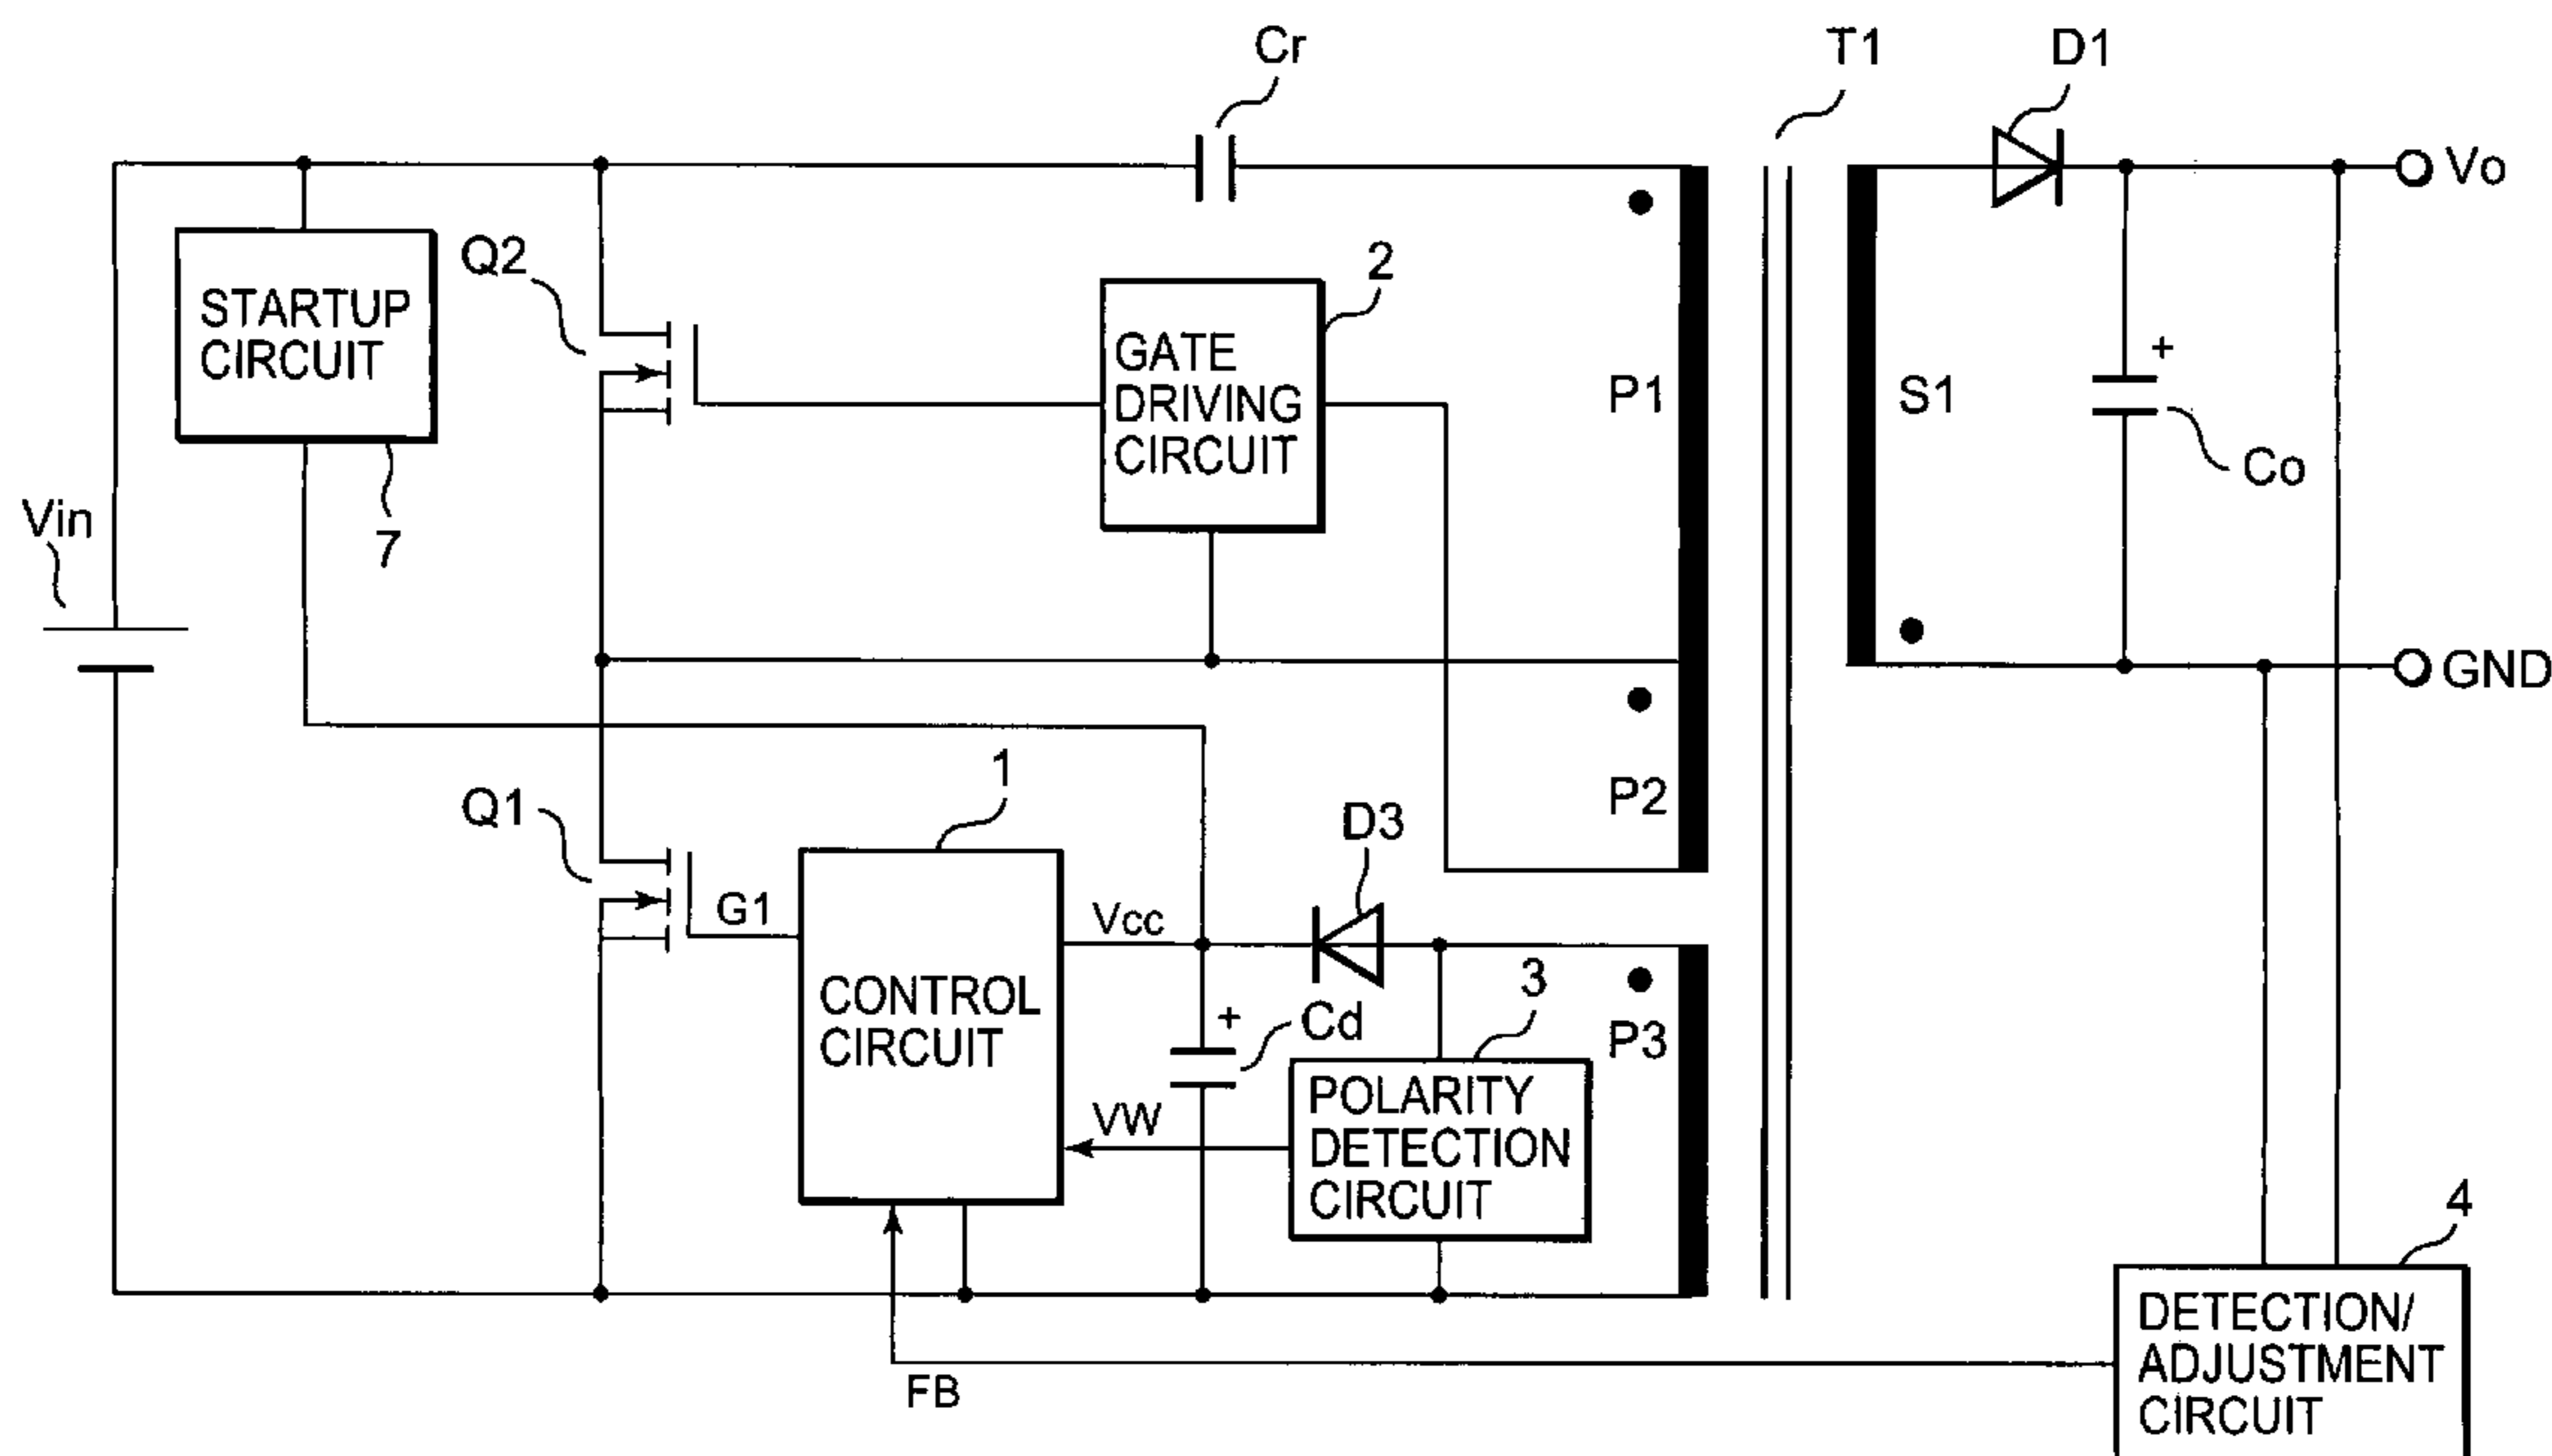 Cr
T1
D1
Vo
Q2
2
STARTUP
CIRCUIT
GATE
DRIVING
CIRCUIT
P1
S1
+
Co
Vin
7
GND
1
P2
Q1
D3
G1
Vcc
3
CONTROL
CIRCUIT
+
Cd
P3
POLARITY
DETECTION
CIRCUIT
VW
4
DETECTION/
ADJUSTMENT
CIRCUIT
FB